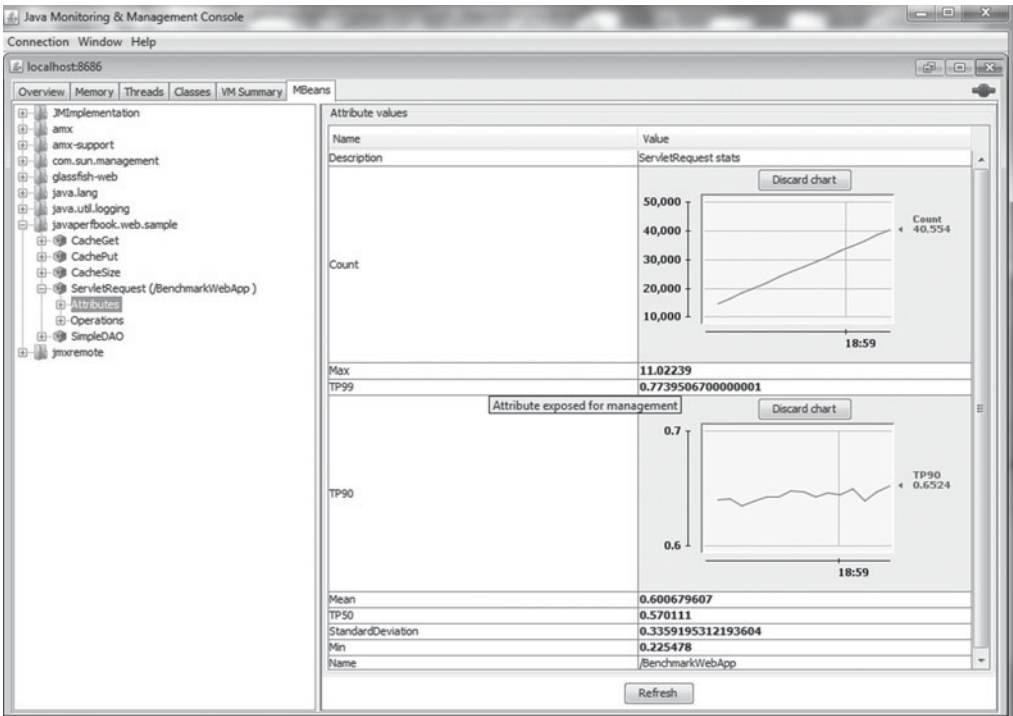 Java Monitoring & Management Console
Connection Window Help
localhost:8686
Overview Memory Threads Classes VM Summary MBeans
JMImplementation
amx
amx-support
com.sun.management
glassfish-web
java.lang
java.util.logging
javaperfbook.web.sample
CacheGet
CachePut
CacheSize
ServletRequest (/BenchmarkWebApp )
Attributes
Operations
SimpleDAO
jmxremote
Attribute values
Name Value
Description ServletRequest stats
Discard chart
Count
50,000
40,000
30,000
20,000
10,000
Count
40,554
18:59
Max 11.02239
TP99 0.7739506700000001
Attribute exposed for management
Discard chart
TP90
0.7
0.6
TP90
0.6524
18:59
Mean 0.600679607
TP50 0.570111
StandardDeviation 0.3359195312193604
Min 0.225478
Name /BenchmarkWebApp
Refresh